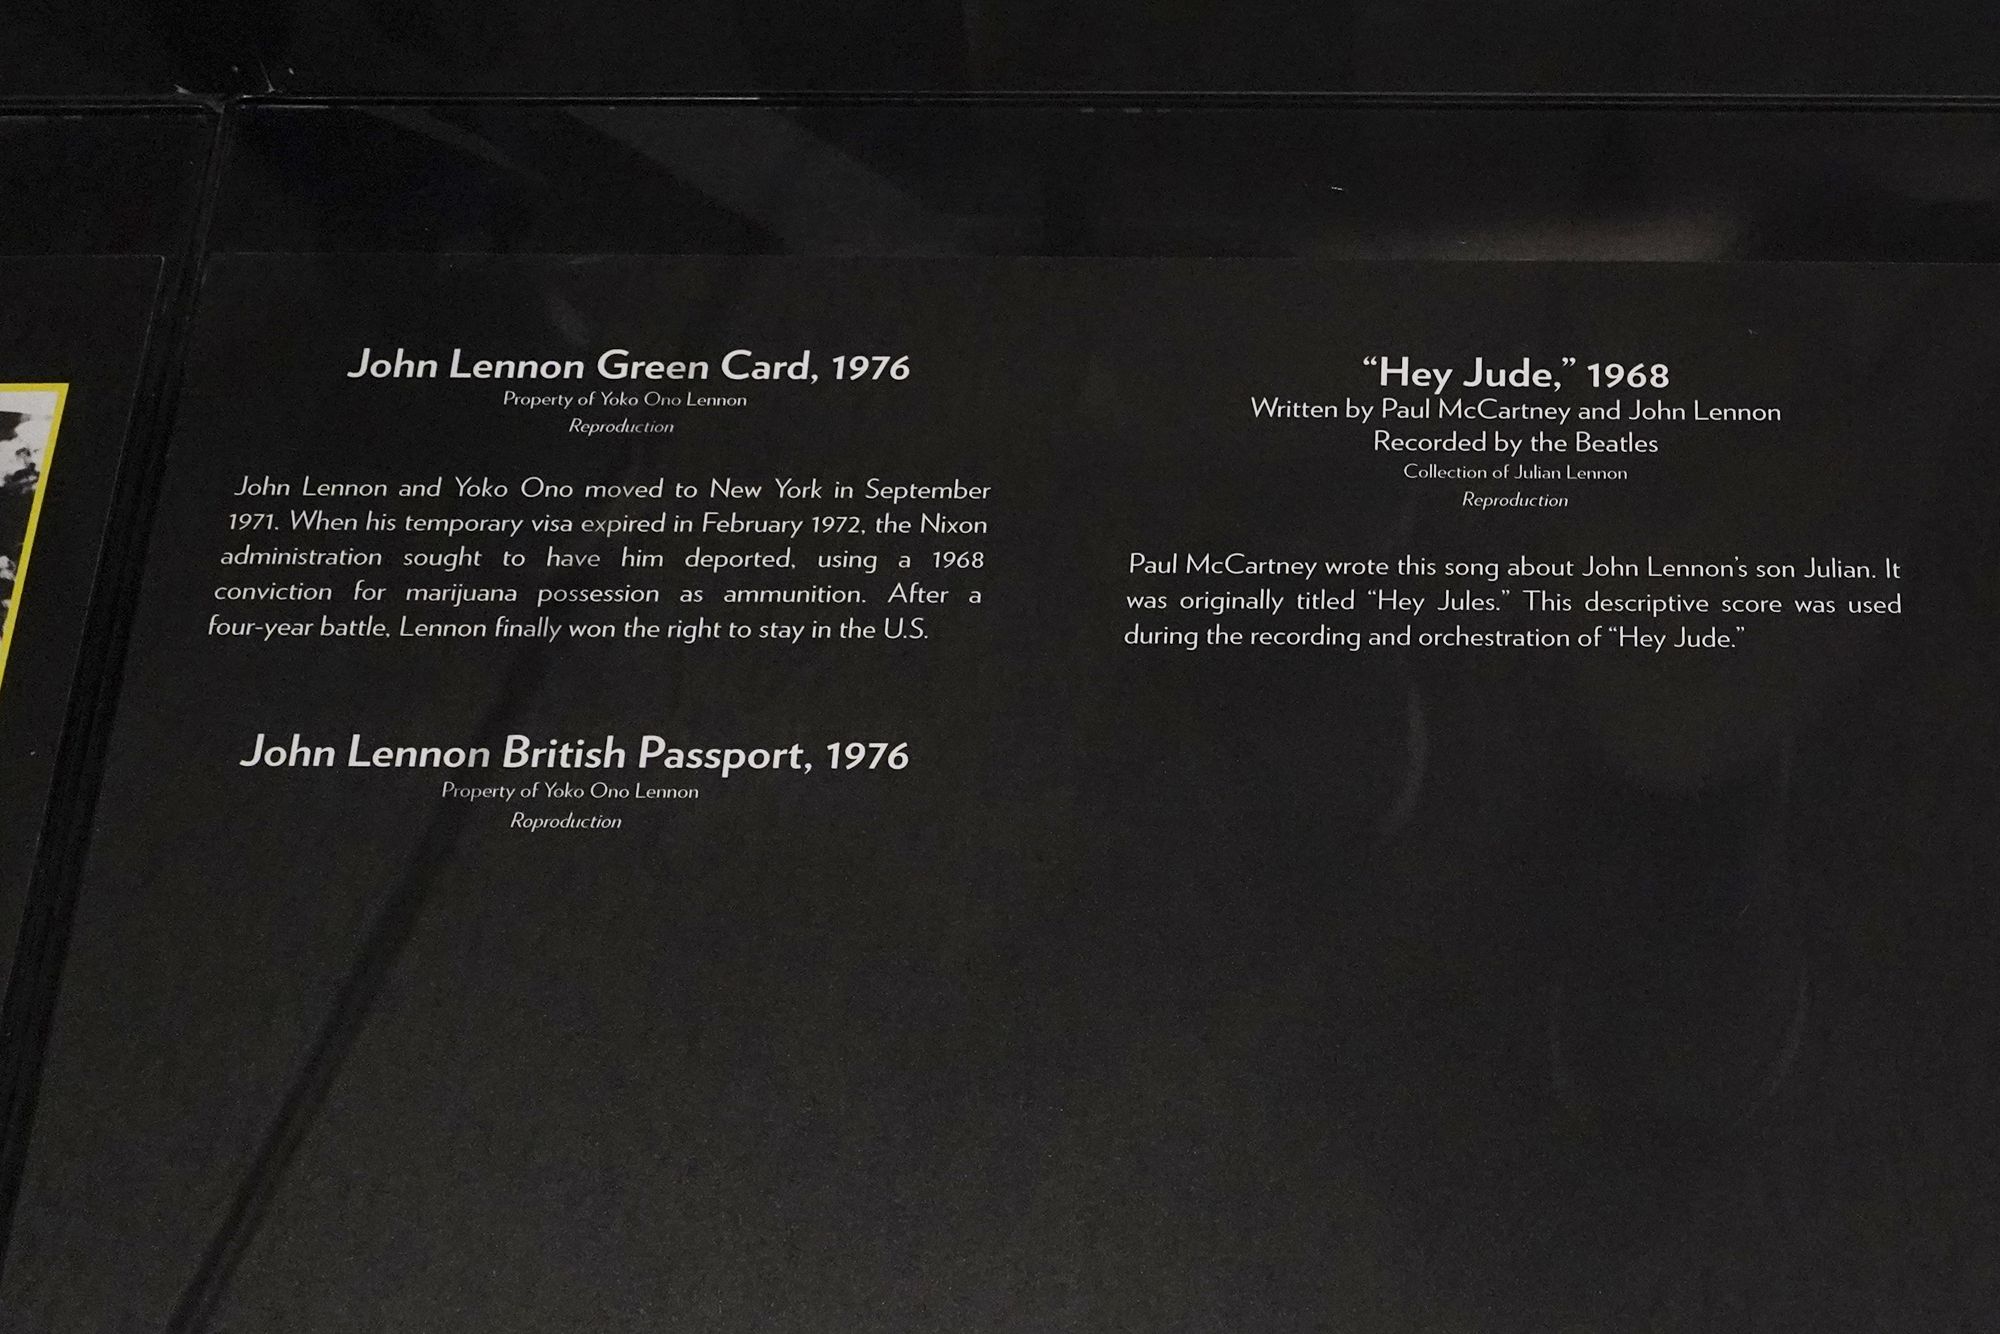 John Lennon Green Card, 1976
Property of Yoko Ono Lennon
Reproduction
John Lennon and Yoko Ono moved to New York in September
1971. When his temporary visa expired in February 1972, the Nixon
administration sought to have him deported, using a 1968
conviction for marijuana possession as ammunition. After a
four-year battle, Lennon finally won the right to stay in the U.S.
John Lennon British Passport, 1976
Property of Yoko Ono Lennon
Roproduction
“Hey Jude,” 1968
Written by Paul McCartney and John Lennon
Recorded by the Beatles
Collection of Julian Lennon
Reproduction
Paul McCartney wrote this song about John Lennon’s son Julian. It
was originally titled “Hey Jules.” This descriptive score was used
during the recording and orchestration of “Hey Jude.”